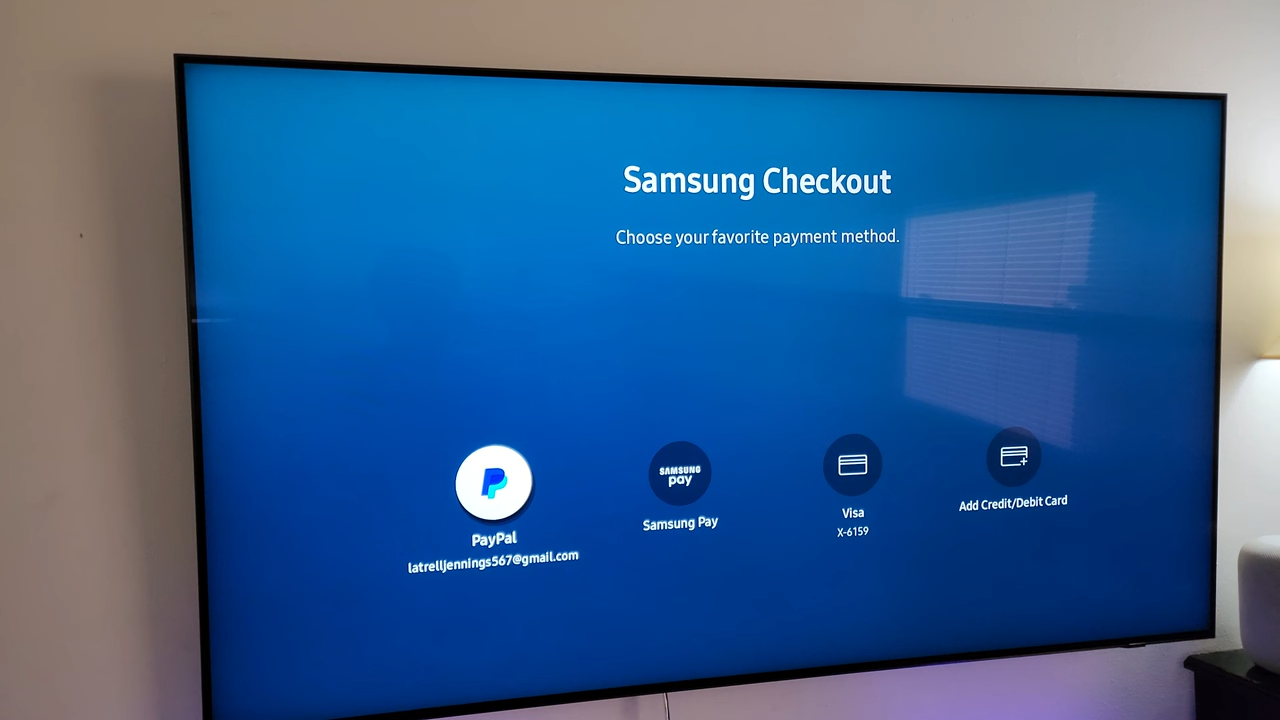 Samsung Checkout
Choose your favorite payment method.
SAMSUNG
pay
PayPal
latrelljennings567@gmail.com
Samsung Pay
Visa
X-6159
Add Credit/Debit Card